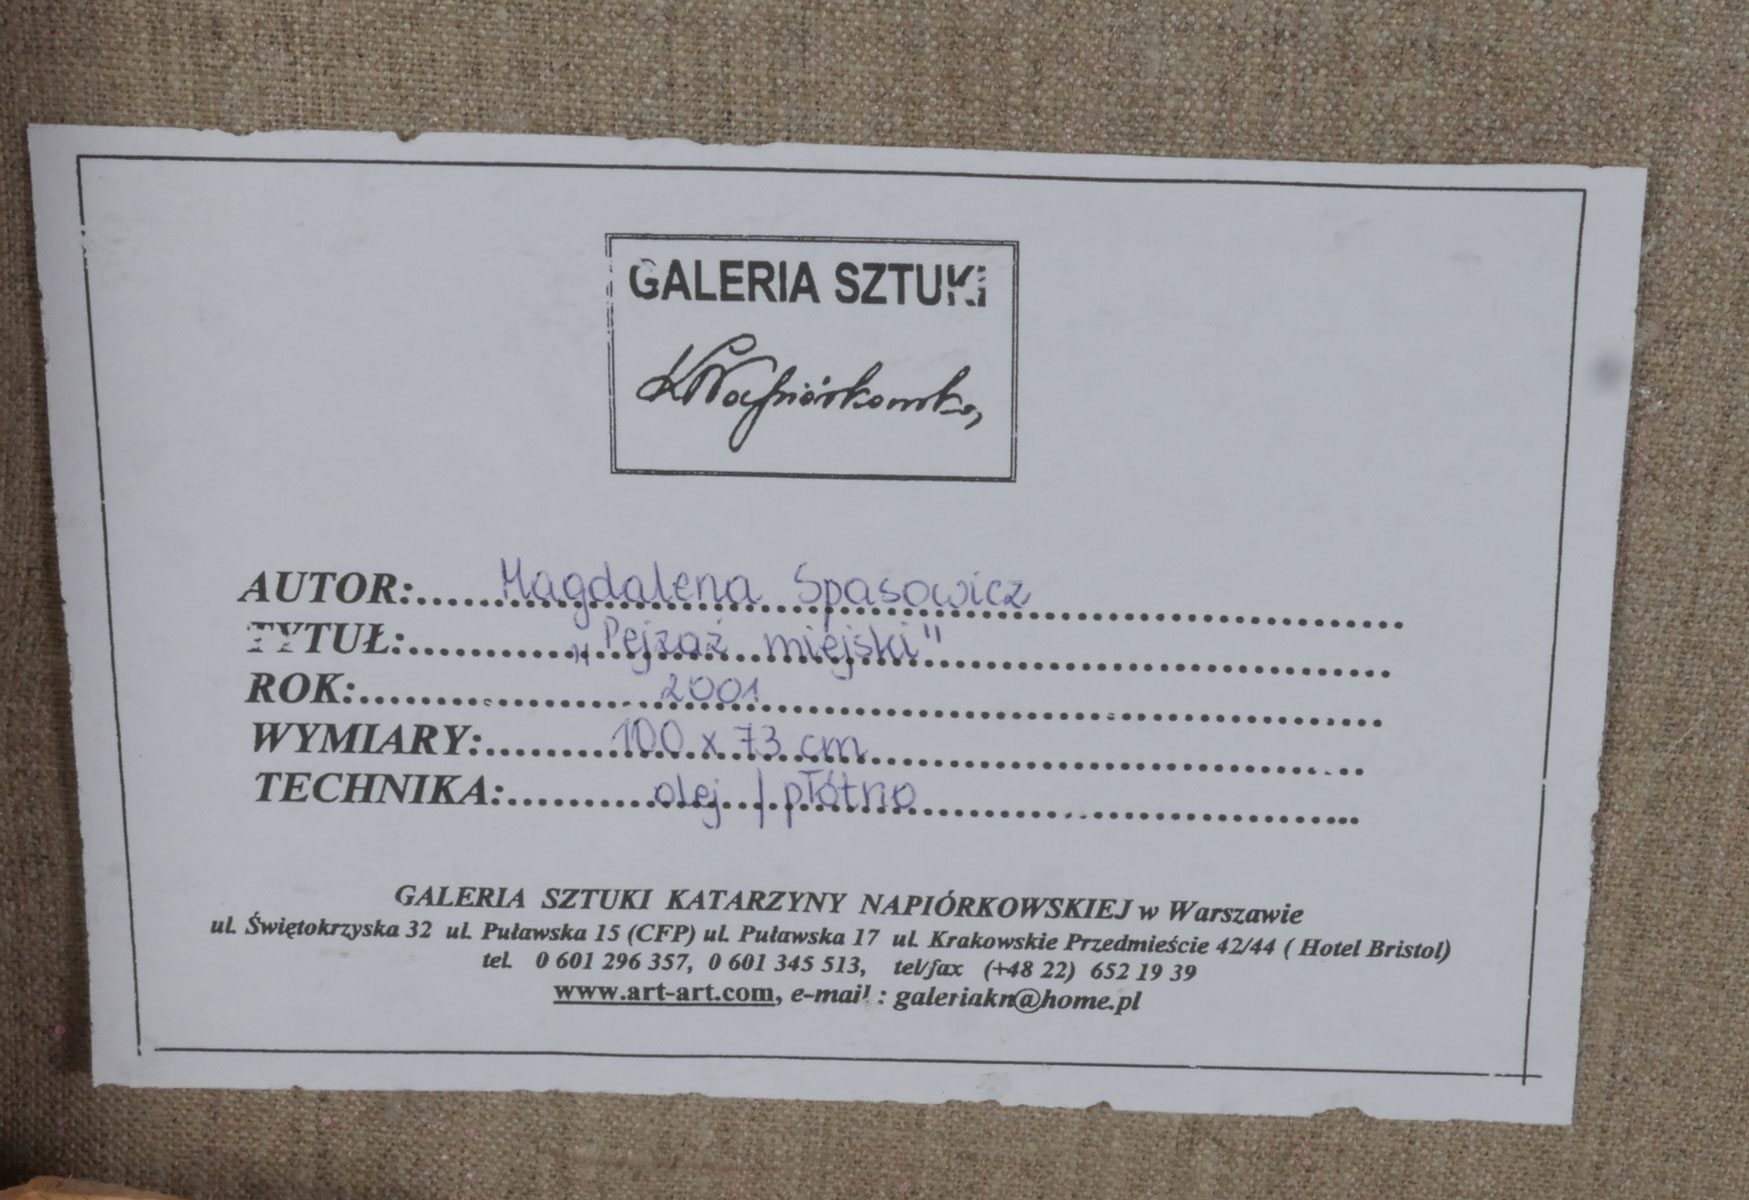 GALERIA SZTUKI
K Napiórkowska
AUTOR: Magdalena Spasowicz
TYTUŁ: „Pejzaż miejski"
ROK: 2001
WYMIARY: 100 x 73 cm
TECHNIKA: olej / płótno
GALERIA SZTUKI KATARZYNY NAPIÓRKOWSKIEJ w Warszawie
ul. Świętokrzyska 32 ul. Puławska 15 (CFP) ul. Puławska 17 ul. Krakowskie Przedmieście 42/44 ( Hotel Bristol)
tel. 0 601 296 357, 0 601 345 513, tel/fax (+48 22) 652 19 39
www.art-art.com, e-mail : galeriakn@home.pl